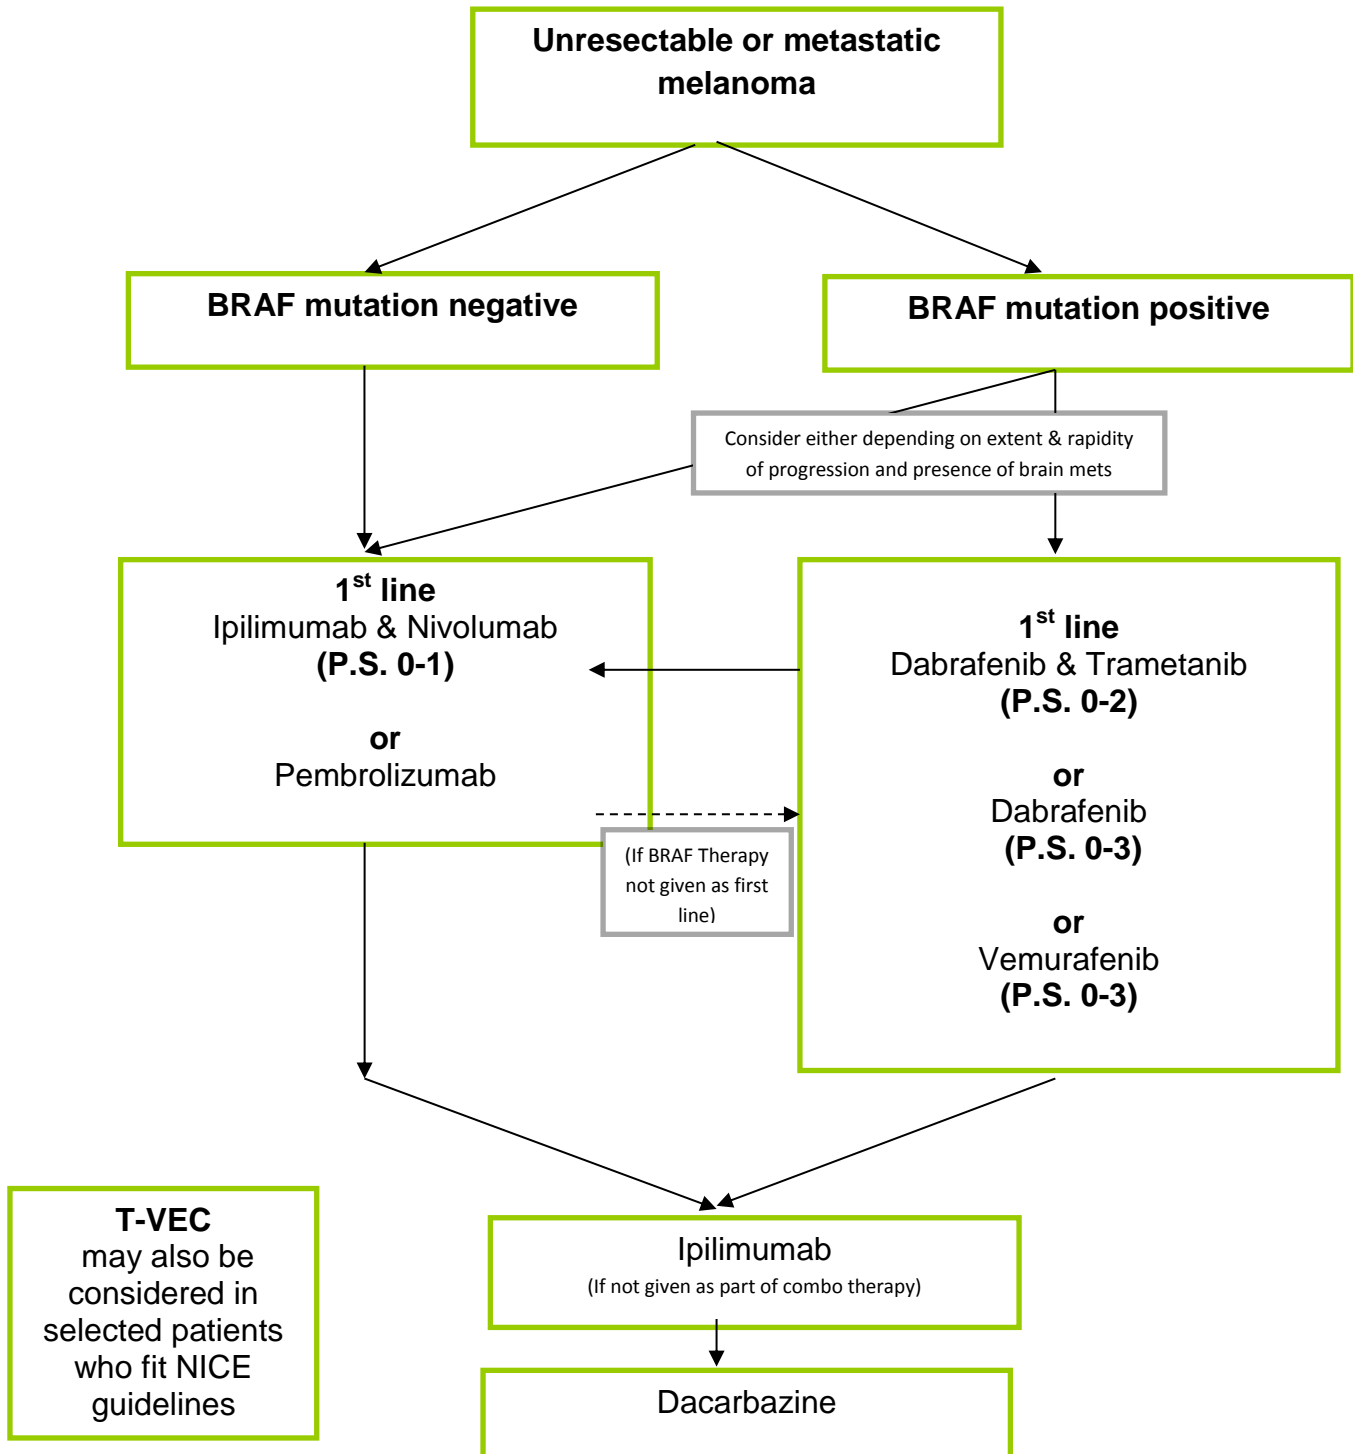 Unresectable or metastatic
melanoma
BRAF mutation negative
BRAF mutation positive
Consider either depending on extent & rapidity
of progression and presence of brain mets
1st line
Ipilimumab & Nivolumab
(P.S. 0-1)
or
Pembrolizumab
(If BRAF Therapy
not given as first
line)
1st line
Dabrafenib & Trametanib
(P.S. 0-2)
or
Dabrafenib
(P.S. 0-3)
or
Vemurafenib
(P.S. 0-3)
T-VEC
may also be
considered in
selected patients
who fit NICE
guidelines
Ipilimumab
(If not given as part of combo therapy)
Dacarbazine